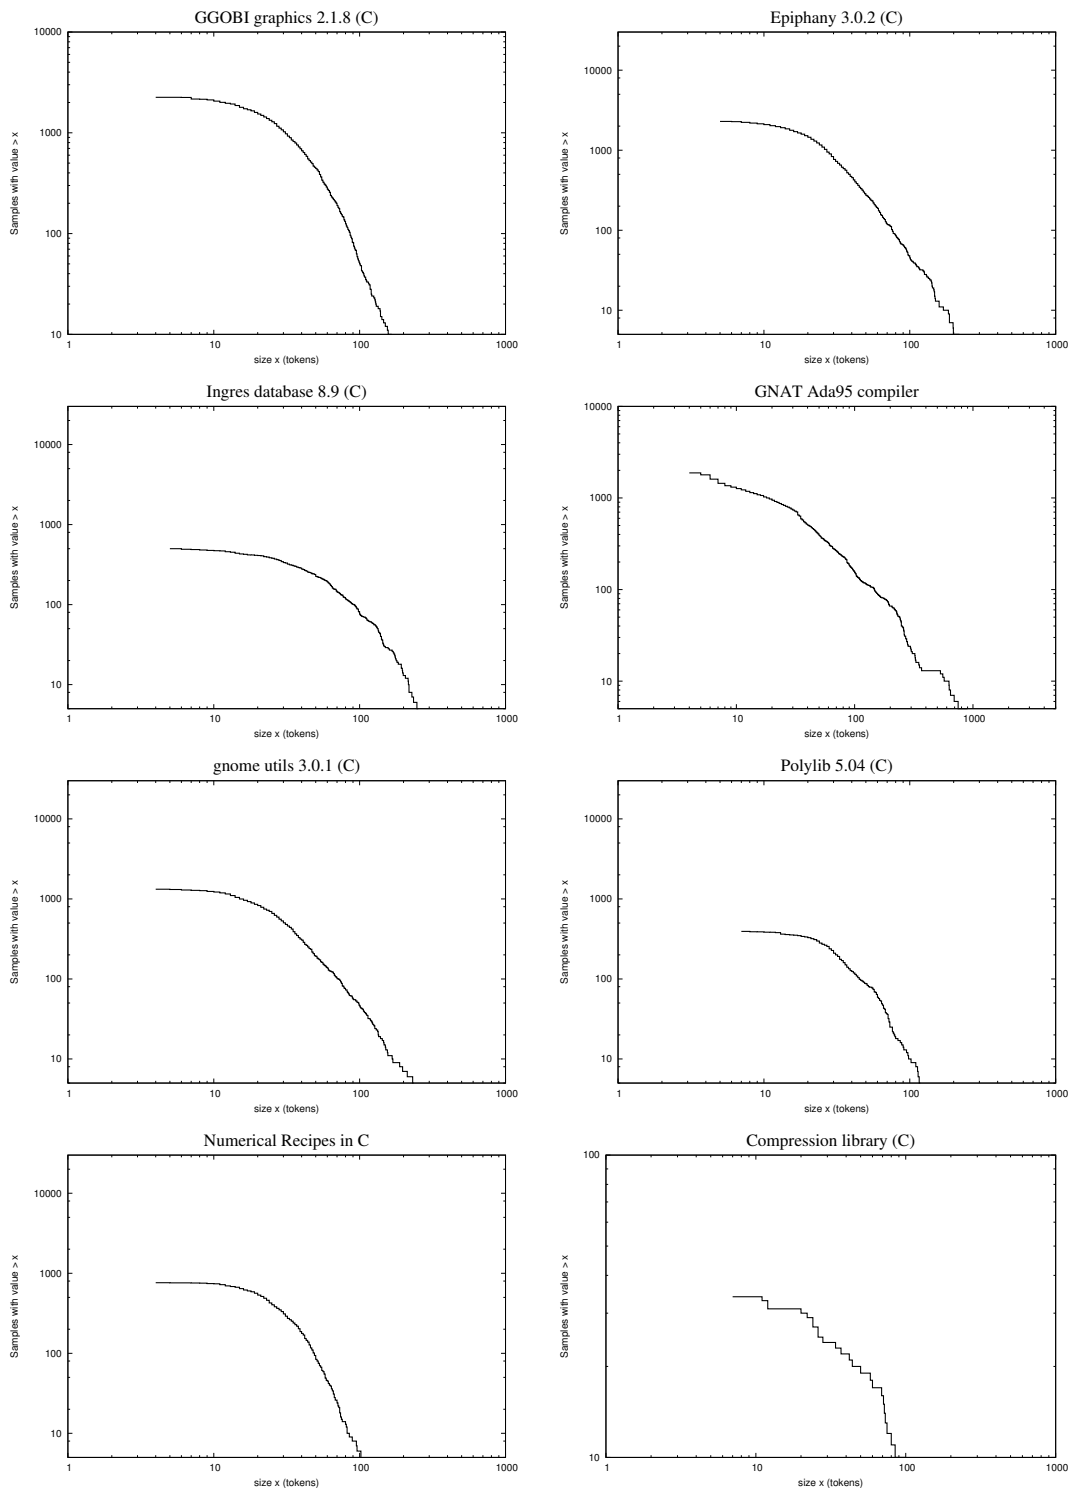 GGOBI graphics 2.1.8 (C)
10000
1000
100
10
Samples with value > x
1 10 100 1000
size x (tokens)
Epiphany 3.0.2 (C)
10000
1000
100
10
Samples with value > x
1 10 100 1000
size x (tokens)
Ingres database 8.9 (C)
10000
1000
100
10
Samples with value > x
1 10 100 1000
size x (tokens)
GNAT Ada95 compiler
10000
1000
100
10
Samples with value > x
1 10 100 1000
size x (tokens)
gnome utils 3.0.1 (C)
10000
1000
100
10
Samples with value > x
1 10 100 1000
size x (tokens)
Polylib 5.04 (C)
10000
1000
100
10
Samples with value > x
1 10 100 1000
size x (tokens)
Numerical Recipes in C
10000
1000
100
10
Samples with value > x
1 10 100 1000
size x (tokens)
Compression library (C)
100
10
Samples with value > x
1 10 100 1000
size x (tokens)